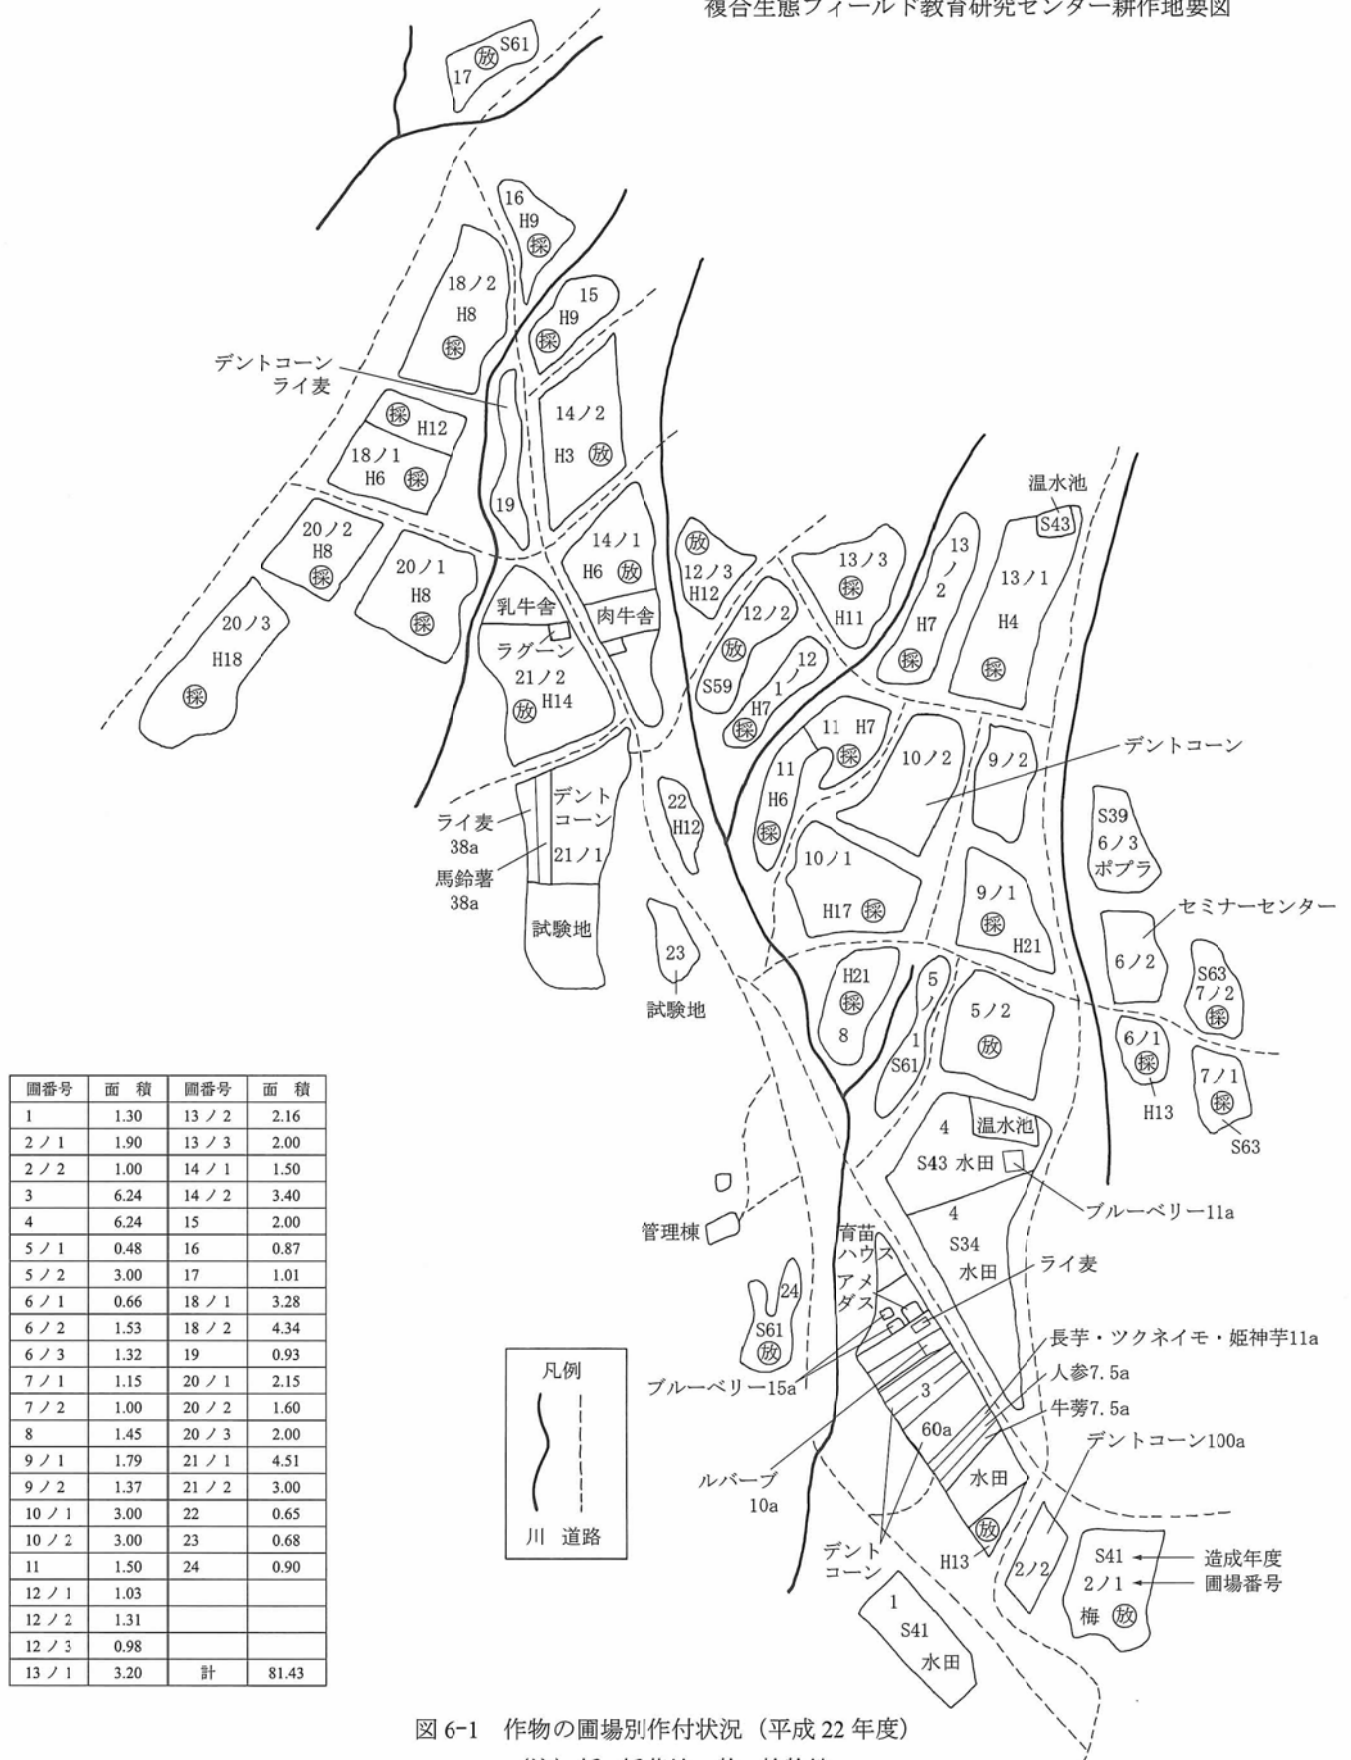 複合生態フィールド教育研究センター耕作地要図
17 放 S61
16
H9
採
18ノ2
H8
採
15
H9
採
デントコーン
ライ麦
14ノ2
H3 放
採 H12
18ノ1
H6 採
19
20ノ2
H8
採
20ノ1
H8
採
20ノ3
H18
採
14ノ1
H6 放
乳牛舎
肉牛舎
ラグーン
21ノ2
放 H14
放
12ノ3
H12
12ノ2
放
S59
12
ノ
1
H7
採
13ノ3
採
H11
13
ノ
2
H7
採
温水池
S43
13ノ1
H4
採
11 H7
採
11
H6
採
10ノ2
デントコーン
9ノ2
ライ麦
38a
馬鈴薯
38a
デント
コーン
21ノ1
試験地
22
H12
23
試験地
10ノ1
H17 採
9ノ1
採
H21
S39
6ノ3
ポプラ
セミナーセンター
6ノ2
S63
7ノ2
採
6ノ1
採
H13
7ノ1
採
S63
H21
採
8
5
ノ
1
S61
5ノ2
放
4
温水池
S43 水田
ブルーベリー11a
4
S34
水田
ライ麦
管理棟
育苗
ハウス
アメ
ダス
24
S61
放
ブルーベリー15a
3
60a
長芋・ツクネイモ・姫神芋11a
人参7.5a
牛蒡7.5a
デントコーン100a
水田
ルバーブ
10a
デント
コーン
放
H13
2ノ2
S41 造成年度
2ノ1 圃場番号
梅 放
1
S41
水田
凡例
川 道路
圃番号 面 積 圃番号 面 積
1 1.30 13ノ2 2.16
2ノ1 1.90 13ノ3 2.00
2ノ2 1.00 14ノ1 1.50
3 6.24 14ノ2 3.40
4 6.24 15 2.00
5ノ1 0.48 16 0.87
5ノ2 3.00 17 1.01
6ノ1 0.66 18ノ1 3.28
6ノ2 1.53 18ノ2 4.34
6ノ3 1.32 19 0.93
7ノ1 1.15 20ノ1 2.15
7ノ2 1.00 20ノ2 1.60
8 1.45 20ノ3 2.00
9ノ1 1.79 21ノ1 4.51
9ノ2 1.37 21ノ2 3.00
10ノ1 3.00 22 0.65
10ノ2 3.00 23 0.68
11 1.50 24 0.90
12ノ1 1.03
12ノ2 1.31
12ノ3 0.98
13ノ1 3.20 計 81.43
図 6-1 作物の圃場別作付状況（平成 22 年度）